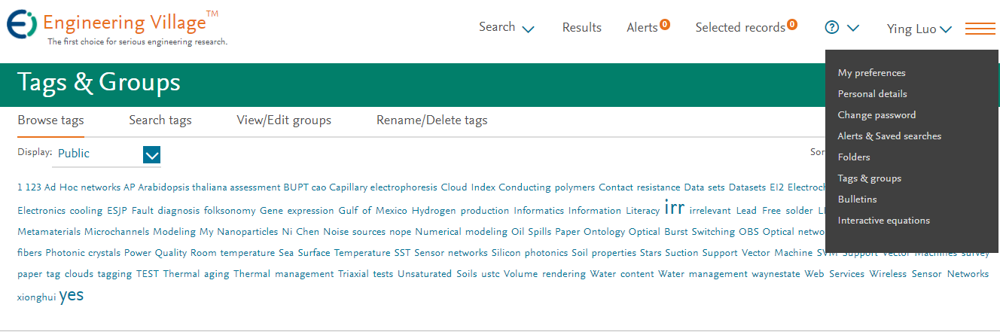 Engineering Village™
The first choice for serious engineering research.
Search Results Alerts 0 Selected records 0 ? Ying Luo
Tags & Groups
My preferences
Personal details
Change password
Alerts & Saved searches
Folders
Tags & groups
Bulletins
Interactive equations
Browse tags Search tags View/Edit groups Rename/Delete tags
Display: Public Sor
1 123 Ad Hoc networks AP Arabidopsis thaliana assessment BUPT cao Capillary electrophoresis Cloud Index Conducting polymers Contact resistance Data sets Datasets EI2 Electroch
Electronics cooling ESJP Fault diagnosis folksonomy Gene expression Gulf of Mexico Hydrogen production Informatics Information Literacy irr irrelevant Lead Free solder
Metamaterials Microchannels Modeling My Nanoparticles Ni Chen Noise sources nope Numerical modeling Oil Spills Paper Ontology Optical Burst Switching OBS Optical netwo
fibers Photonic crystals Power Quality Room temperature Sea Surface Temperature SST Sensor networks Silicon photonics Soil properties Stars Suction Support Vector Machine SVM Support Vector Machines survey
paper tag clouds tagging TEST Thermal aging Thermal management Triaxial tests Unsaturated Soils ustc Volume rendering Water content Water management waynestate Web Services Wireless Sensor Networks
xionghui yes